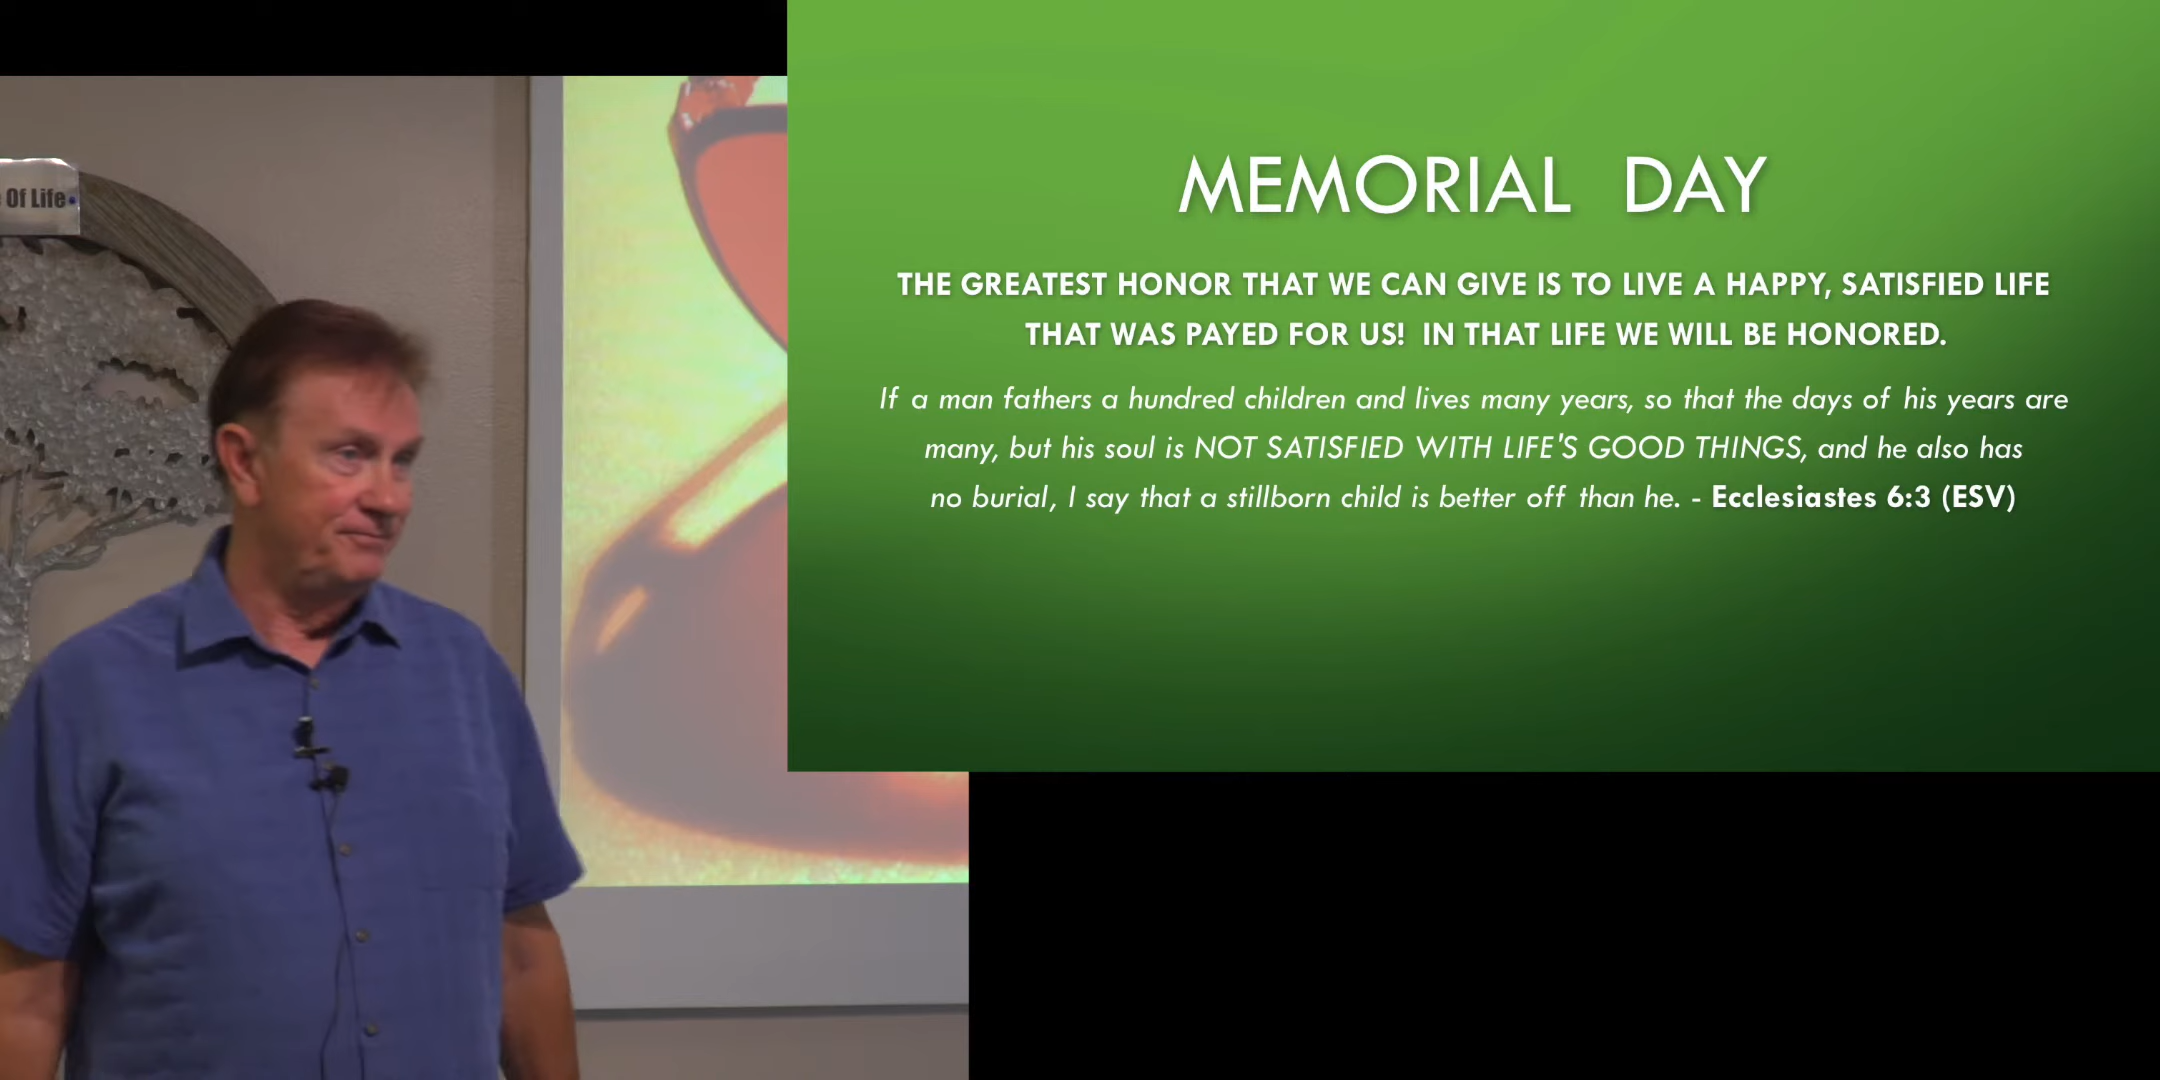 Of Life
MEMORIAL DAY
THE GREATEST HONOR THAT WE CAN GIVE IS TO LIVE A HAPPY, SATISFIED LIFE
THAT WAS PAYED FOR US! IN THAT LIFE WE WILL BE HONORED.
If a man fathers a hundred children and lives many years, so that the days of his years are
many, but his soul is NOT SATISFIED WITH LIFE'S GOOD THINGS, and he also has
no burial, I say that a stillborn child is better off than he. - Ecclesiastes 6:3 (ESV)